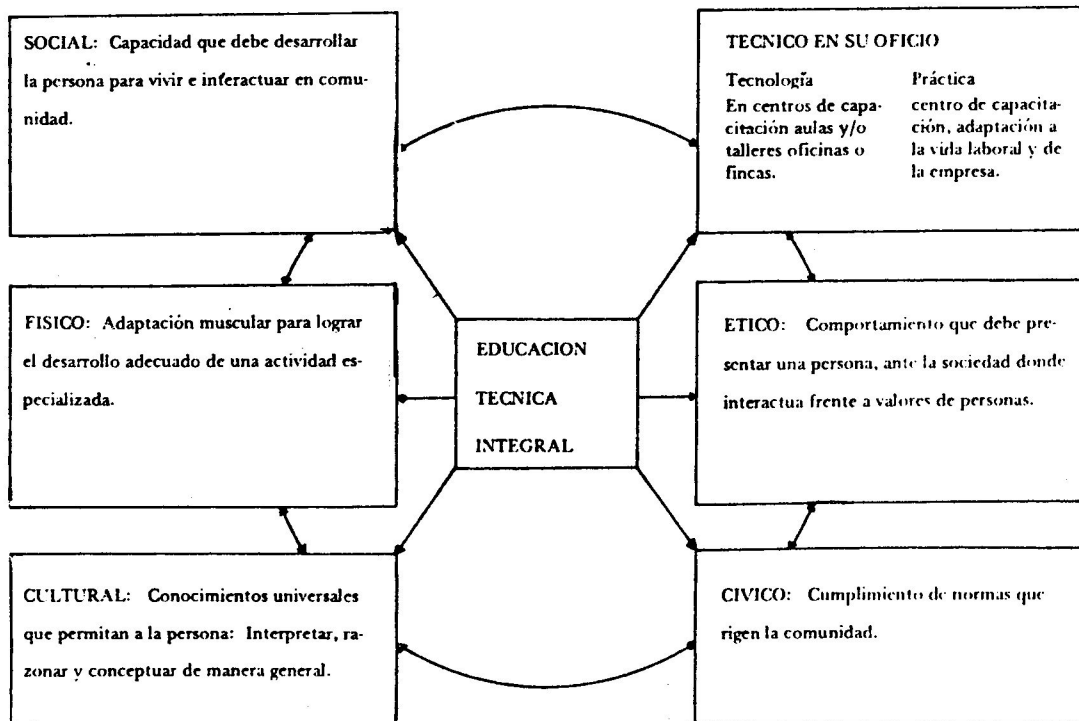 SOCIAL: Capacidad que debe desarrollar
la persona para vivir e interactuar en comu-
nidad.
TECNICO EN SU OFICIO
Tecnología
En centros de capa-
citación aulas y/o
talleres oficinas o
fincas.
Práctica
centro de capacita-
ción, adaptación a
la vida laboral y de
la empresa.
FISICO: Adaptación muscular para lograr
el desarrollo adecuado de una actividad es-
pecializada.
EDUCACION
TECNICA
INTEGRAL
ETICO: Comportamiento que debe pre-
sentar una persona, ante la sociedad donde
interactua frente a valores de personas.
CULTURAL: Conocimientos universales
que permitan a la persona: Interpretar, ra-
zonar y conceptuar de manera general.
CIVICO: Cumplimiento de normas que
rigen la comunidad.